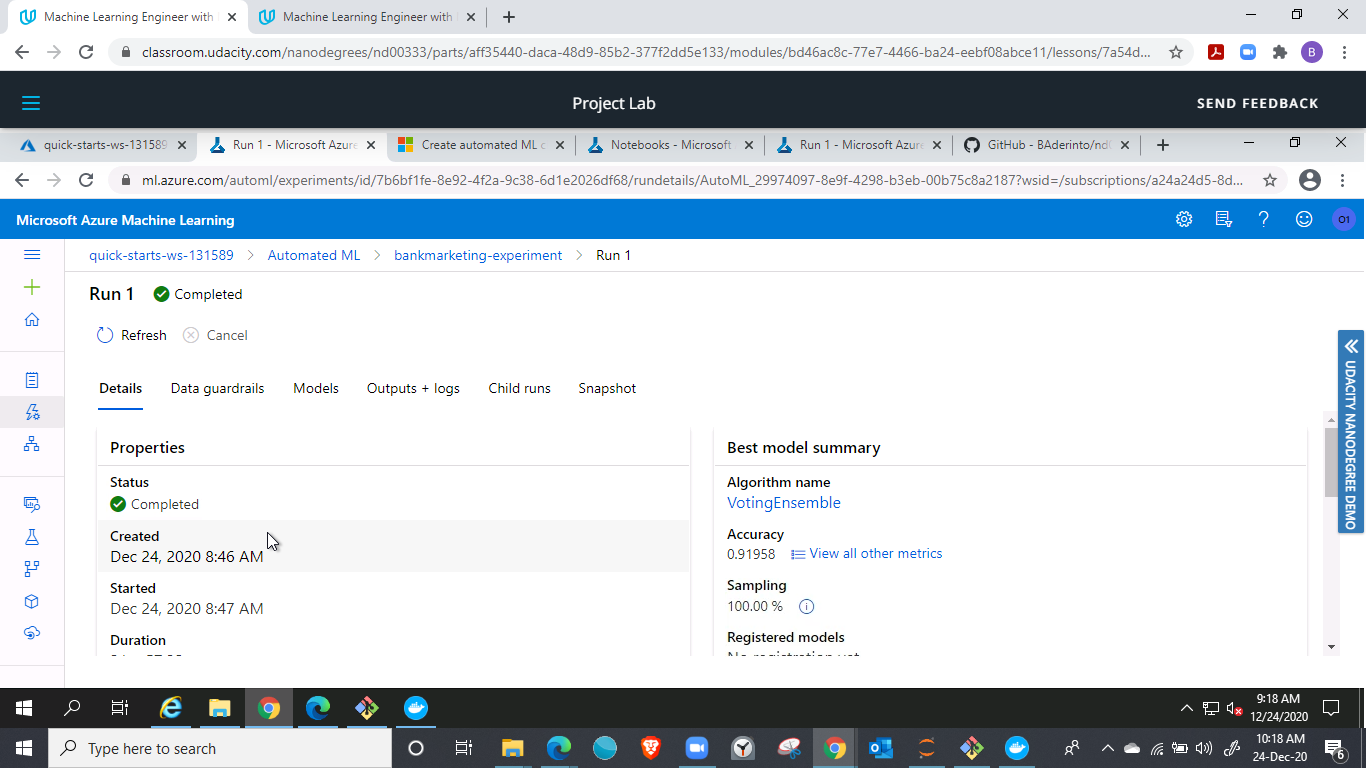 Machine Learning Engineer with
Machine Learning Engineer with
classroom.udacity.com/nanodegrees/nd00333/parts/aff35440-daca-48d9-85b2-377f2dd5e133/modules/bd46ac8c-77e7-4466-ba24-eebf08abce11/lessons/7a54d...
B
Project Lab
SEND FEEDBACK
quick-starts-ws-131589
Run 1 - Microsoft Azure
Create automated ML c
Notebooks - Microsoft
Run 1 - Microsoft Azure
GitHub - BAderinto/nd0
ml.azure.com/automl/experiments/id/7b6bf1fe-8e92-4f2a-9c38-6d1e2026df68/rundetails/AutoML_29974097-8e9f-4298-b3eb-00b75c8a2187?wsid=/subscriptions/a24a24d5-8d...
Microsoft Azure Machine Learning
O1
quick-starts-ws-131589 > Automated ML > bankmarketing-experiment > Run 1
Run 1 Completed
Refresh Cancel
Details Data guardrails Models Outputs + logs Child runs Snapshot
UDACITY NANODEGREE DEMO
Properties
Status
Completed
Created
Dec 24, 2020 8:46 AM
Started
Dec 24, 2020 8:47 AM
Duration
Best model summary
Algorithm name
VotingEnsemble
Accuracy
0.91958 View all other metrics
Sampling
100.00 %
Registered models
No registration yet
9:18 AM
12/24/2020
Type here to search
10:18 AM
24-Dec-20
6